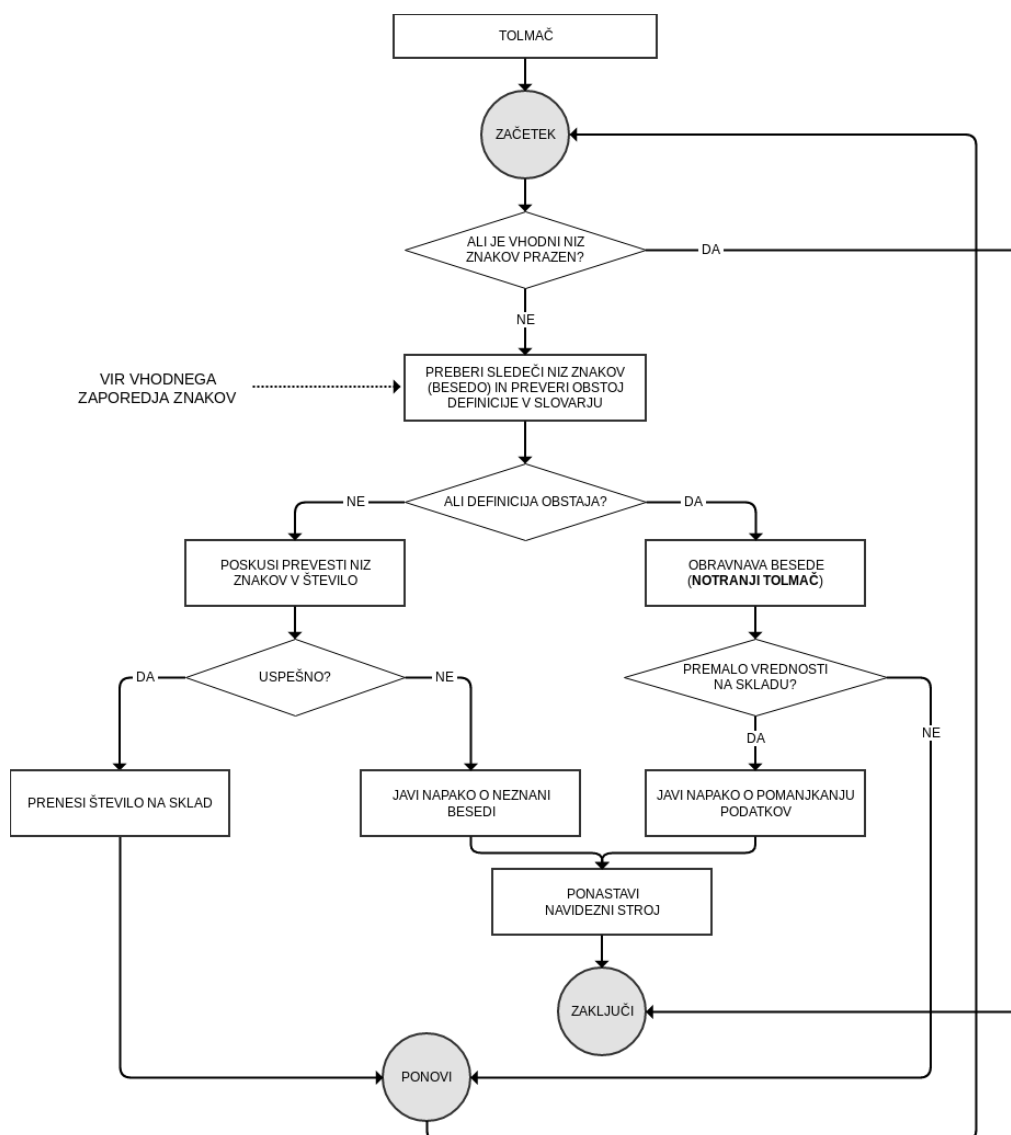 TOLMAČ
ZAČETEK
ALI JE VHODNI NIZ
ZNAKOV PRAZEN?
DA
NE
VIR VHODNEGA
ZAPOREDJA ZNAKOV
PREBERI SLEDEČI NIZ ZNAKOV
(BESEDO) IN PREVERI OBSTOJ
DEFINICIJE V SLOVARJU
NE
ALI DEFINICIJA OBSTAJA?
DA
POSKUSI PREVESTI NIZ
ZNAKOV V ŠTEVILO
OBRAVNAVA BESEDE
(NOTRANJI TOLMAČ)
DA
USPEŠNO?
NE
PREMALO VREDNOSTI
NA SKLADU?
DA
NE
PRENESI ŠTEVILO NA SKLAD
JAVI NAPAKO O NEZNANI
BESEDI
JAVI NAPAKO O POMANJKANJU
PODATKOV
PONASTAVI
NAVIDEZNI STROJ
ZAKLJUČI
PONOVI